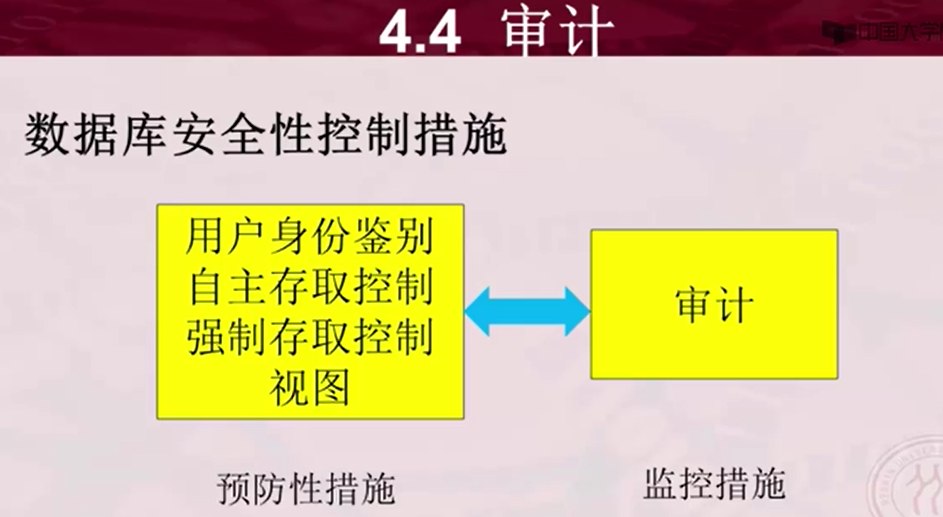 4.4 审计
中国大学
数据库安全性控制措施
用户身份鉴别
自主存取控制
强制存取控制
视图
审计
预防性措施
监控措施